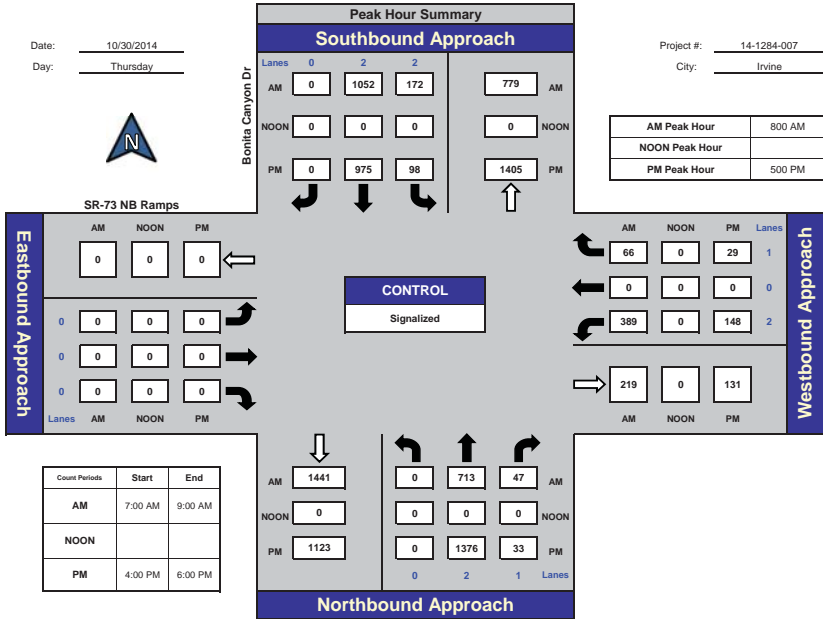 Peak Hour Summary
Southbound Approach
Date: 10/30/2014
Day: Thursday
Project #: 14-1284-007
City: Irvine
N
Bonita Canyon Dr
Lanes 0 2 2
AM 0 1052 172 779 AM
NOON 0 0 0 0 NOON
PM 0 975 98 1405 PM
AM Peak Hour 800 AM
NOON Peak Hour
PM Peak Hour 500 PM
SR-73 NB Ramps
Eastbound Approach
AM NOON PM
0 0 0
0 0 0 0
0 0 0 0
0 0 0 0
Lanes AM NOON PM
CONTROL
Signalized
Westbound Approach
AM NOON PM Lanes
66 0 29 1
0 0 0 0
389 0 148 2
219 0 131
AM NOON PM
Count Periods Start End
AM 7:00 AM 9:00 AM
NOON
PM 4:00 PM 6:00 PM
AM 1441 0 713 47 AM
NOON 0 0 0 0 NOON
PM 1123 0 1376 33 PM
0 2 1 Lanes
Northbound Approach